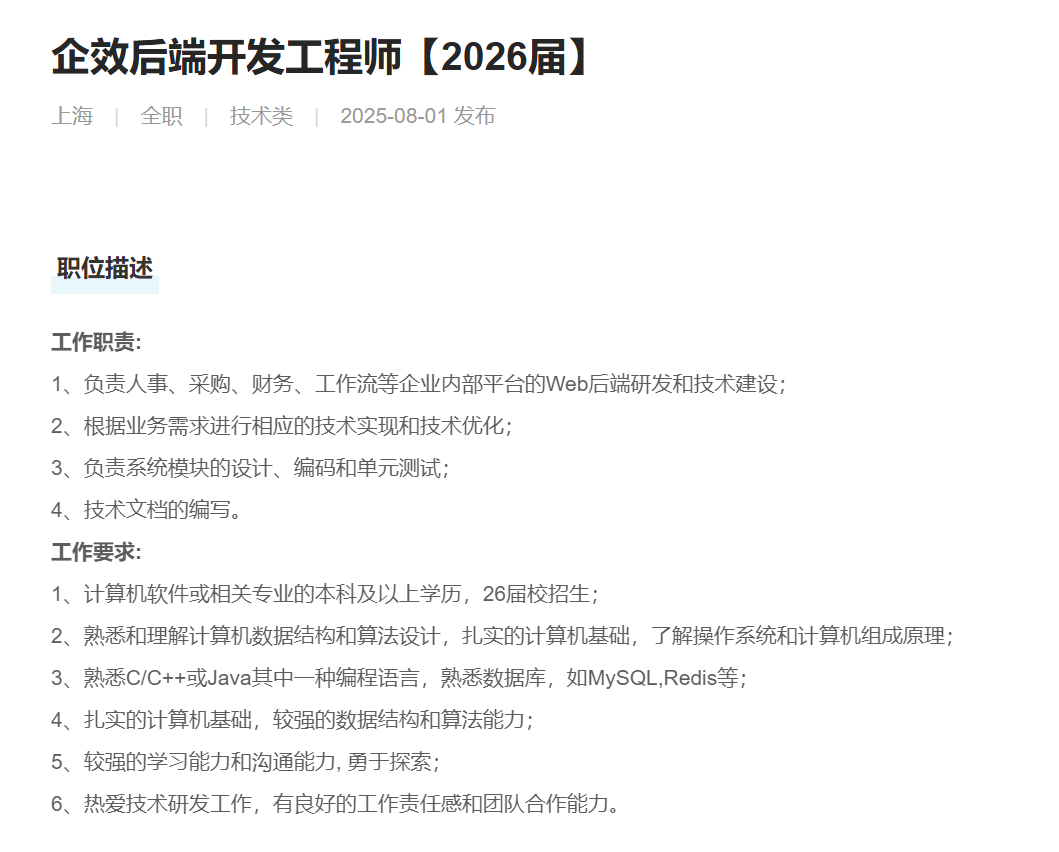 企效后端开发工程师【2026届】
上海 | 全职 | 技术类 | 2025-08-01 发布
职位描述
工作职责:
1、负责人事、采购、财务、工作流等企业内部平台的Web后端研发和技术建设；
2、根据业务需求进行相应的技术实现和技术优化；
3、负责系统模块的设计、编码和单元测试；
4、技术文档的编写。
工作要求:
1、计算机软件或相关专业的本科及以上学历，26届校招生；
2、熟悉和理解计算机数据结构和算法设计，扎实的计算机基础，了解操作系统和计算机组成原理；
3、熟悉C/C++或Java其中一种编程语言，熟悉数据库，如MySQL,Redis等；
4、扎实的计算机基础，较强的数据结构和算法能力；
5、较强的学习能力和沟通能力, 勇于探索；
6、热爱技术研发工作，有良好的工作责任感和团队合作能力。